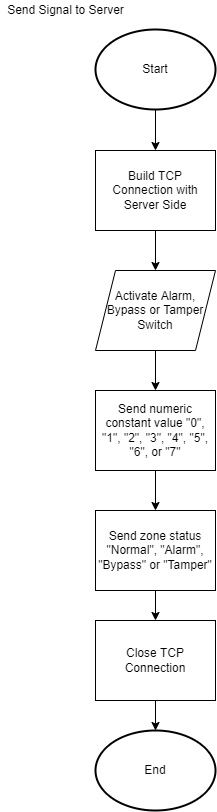 Send Signal to Server
Start
Build TCP
Connection with
Server Side
Activate Alarm,
Bypass or Tamper
Switch
Send numeric
constant value "0",
"1", "2", "3", "4", "5",
"6", or "7"
Send zone status
"Normal", "Alarm",
"Bypass" or "Tamper"
Close TCP
Connection
End